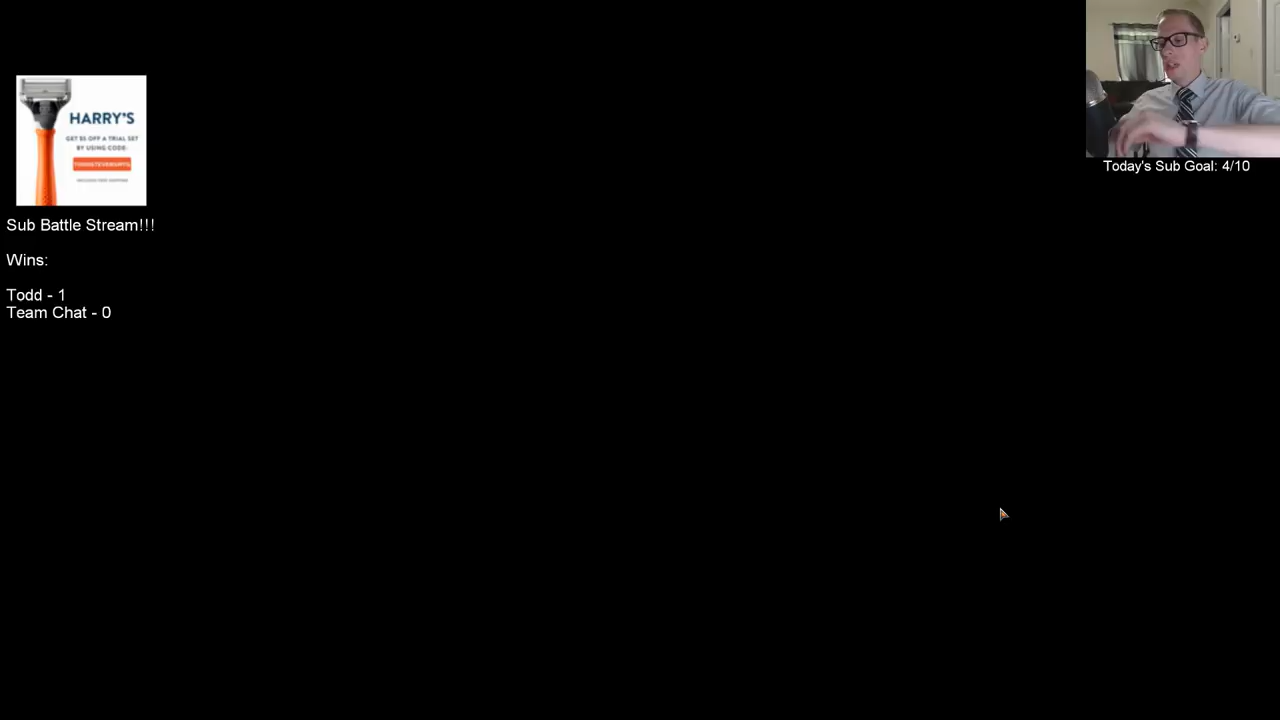 HARRY'S
GET $5 OFF A TRIAL SET
BY USING CODE:
Today's Sub Goal: 4/10
Sub Battle Stream!!!
Wins:
Todd - 1
Team Chat - 0